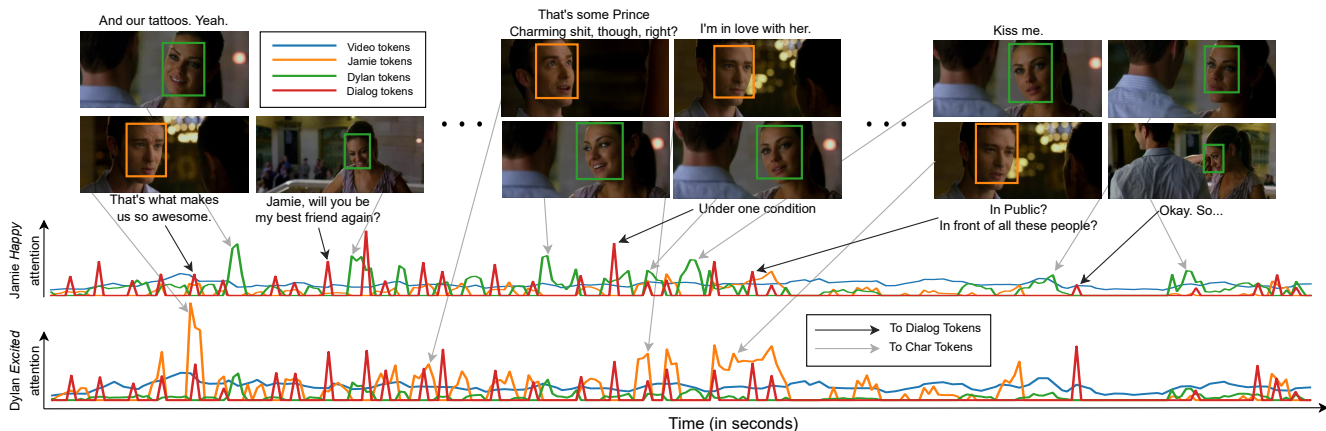 And our tattoos. Yeah.
Video tokens
Jamie tokens
Dylan tokens
Dialog tokens
That's what makes
us so awesome.
Jamie, will you be
my best friend again?
• • •
That's some Prince
Charming shit, though, right?
I'm in love with her.
Under one condition
• • •
Kiss me.
In Public?
In front of all these people?
Okay. So...
Jamie Happy
attention
Dylan Excited
attention
To Dialog Tokens
To Char Tokens
Time (in seconds)